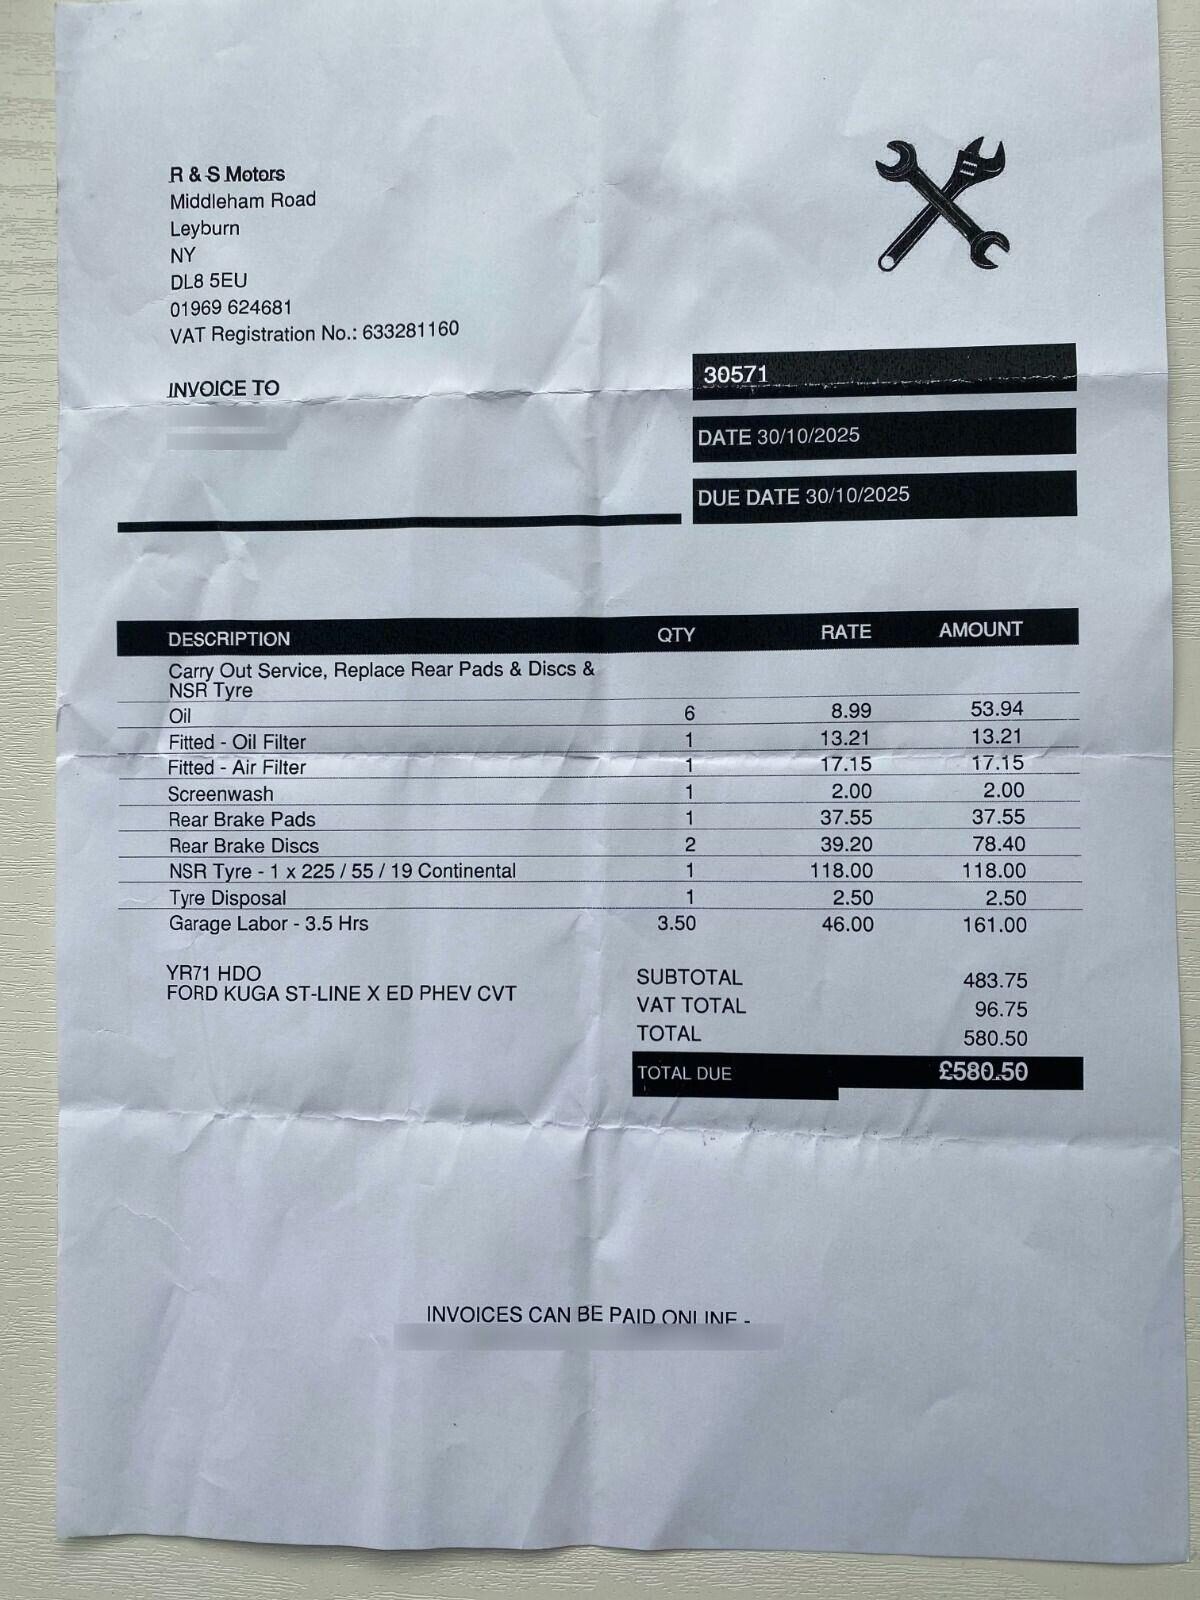 R & S Motors
Middleham Road
Leyburn
NY
DL8 5EU
01969 624681
VAT Registration No.: 633281160
INVOICE TO
30571
DATE 30/10/2025
DUE DATE 30/10/2025
DESCRIPTION QTY RATE AMOUNT
Carry Out Service, Replace Rear Pads & Discs &
NSR Tyre
Oil 6 8.99 53.94
Fitted - Oil Filter 1 13.21 13.21
Fitted - Air Filter 1 17.15 17.15
Screenwash 1 2.00 2.00
Rear Brake Pads 1 37.55 37.55
Rear Brake Discs 2 39.20 78.40
NSR Tyre - 1 x 225 / 55 / 19 Continental 1 118.00 118.00
Tyre Disposal 1 2.50 2.50
Garage Labor - 3.5 Hrs 3.50 46.00 161.00
YR71 HDO
FORD KUGA ST-LINE X ED PHEV CVT
SUBTOTAL 483.75
VAT TOTAL 96.75
TOTAL 580.50
TOTAL DUE £580.50
INVOICES CAN BE PAID ONLINE -